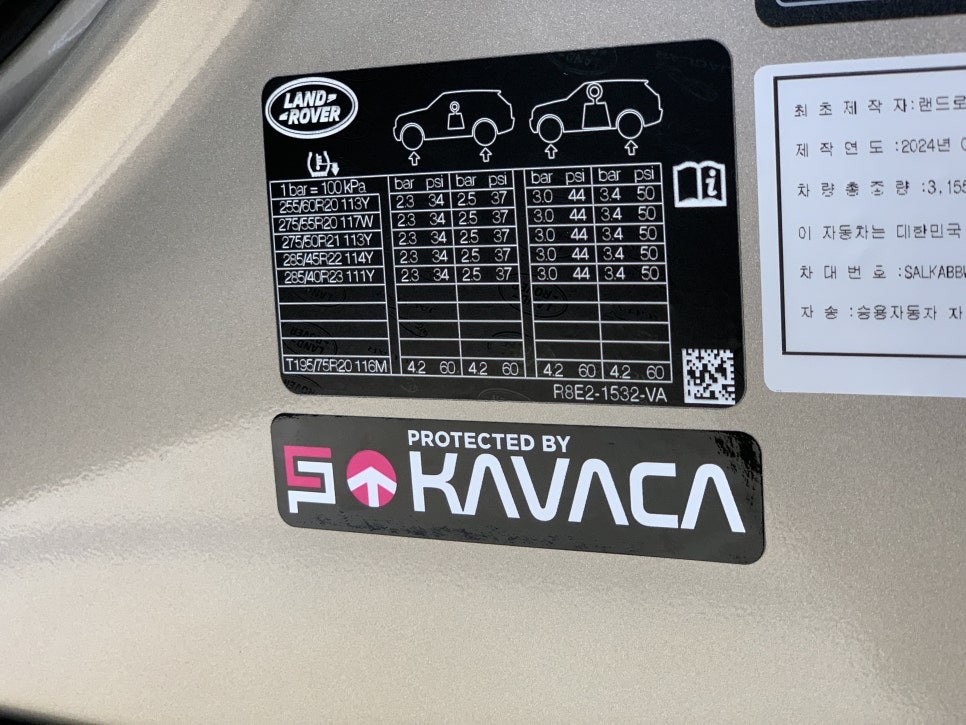 LAND
ROVER
1 bar = 100 kPa bar psi bar psi bar psi bar psi
255/60R20 113Y 2.3 34 2.5 37 3.0 44 3.4 50
275/55R20 117W 2.3 34 2.5 37 3.0 44 3.4 50
275/50R21 113Y 2.3 34 2.5 37 3.0 44 3.4 50
285/45R22 114Y 2.3 34 2.5 37 3.0 44 3.4 50
285/40R23 111Y 2.3 34 2.5 37 3.0 44 3.4 50
T195/75R20 116M 4.2 60 4.2 60 4.2 60 4.2 60
R8E2-1532-VA
PROTECTED BY
KAVACA
최초제작자:랜드로
제작연도:2024년
차량총중량:3,155
이 자동차는 대한민국
차대번호:SALKABB
자송:승용자동차 자